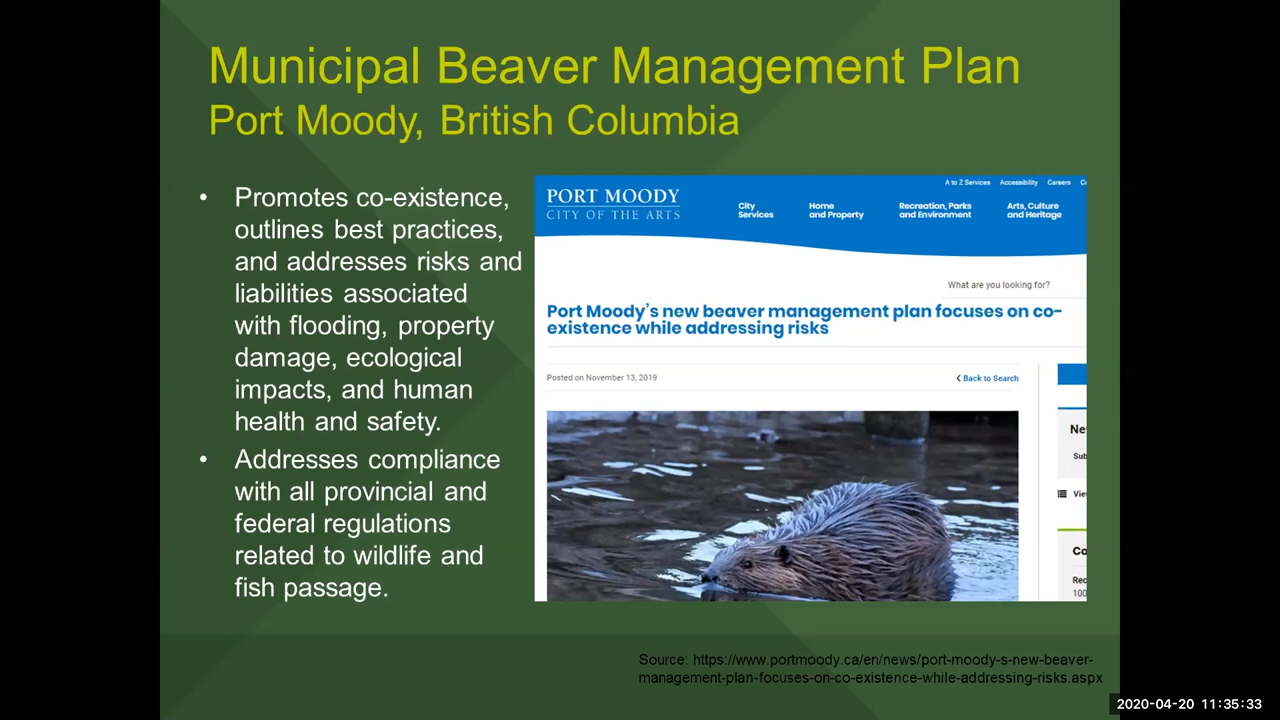 Municipal Beaver Management Plan
Port Moody, British Columbia
• Promotes co-existence,
outlines best practices,
and addresses risks and
liabilities associated
with flooding, property
damage, ecological
impacts, and human
health and safety.
• Addresses compliance
with all provincial and
federal regulations
related to wildlife and
fish passage.
A to Z Services Accessibility Careers
PORT MOODY
CITY OF THE ARTS
City
Services
Home
and Property
Recreation, Parks
and Environment
Arts, Culture
and Heritage
What are you looking for?
Port Moody's new beaver management plan focuses on co-
existence while addressing risks
Posted on November 13, 2019
Back to Search
Ne
Sub
Vie
Co
Rec
100
Source: https://www.portmoody.ca/en/news/port-moody-s-new-beaver-
management-plan-focuses-on-co-existence-while-addressing-risks.aspx
2020-04-20 11:35:33